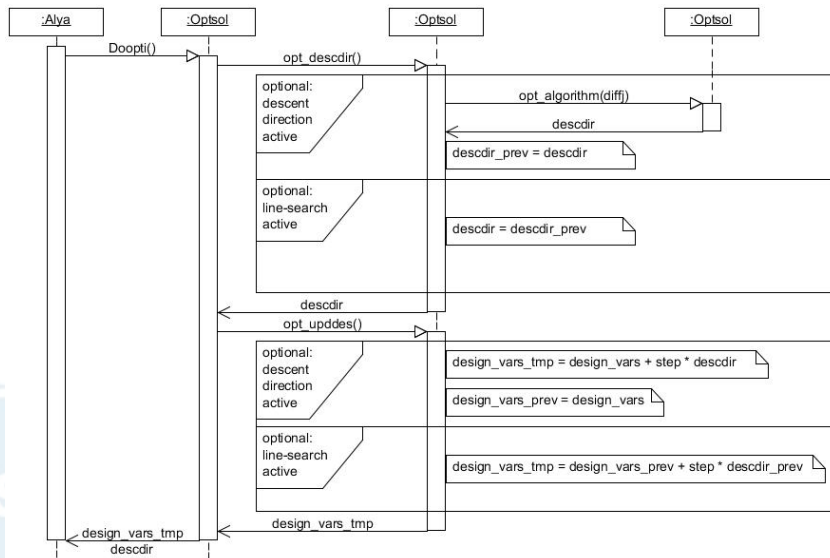 :Alya
:Optsol
:Optsol
:Optsol
Doopti()
opt_descdir()
optional:
descent
direction
active
opt_algorithm(diffj)
descdir
descdir_prev = descdir
optional:
line-search
active
descdir = descdir_prev
descdir
opt_upddes()
optional:
descent
direction
active
design_vars_tmp = design_vars + step * descdir
design_vars_prev = design_vars
optional:
line-search
active
design_vars_tmp = design_vars_prev + step * descdir_prev
design_vars_tmp
design_vars_tmp
descdir